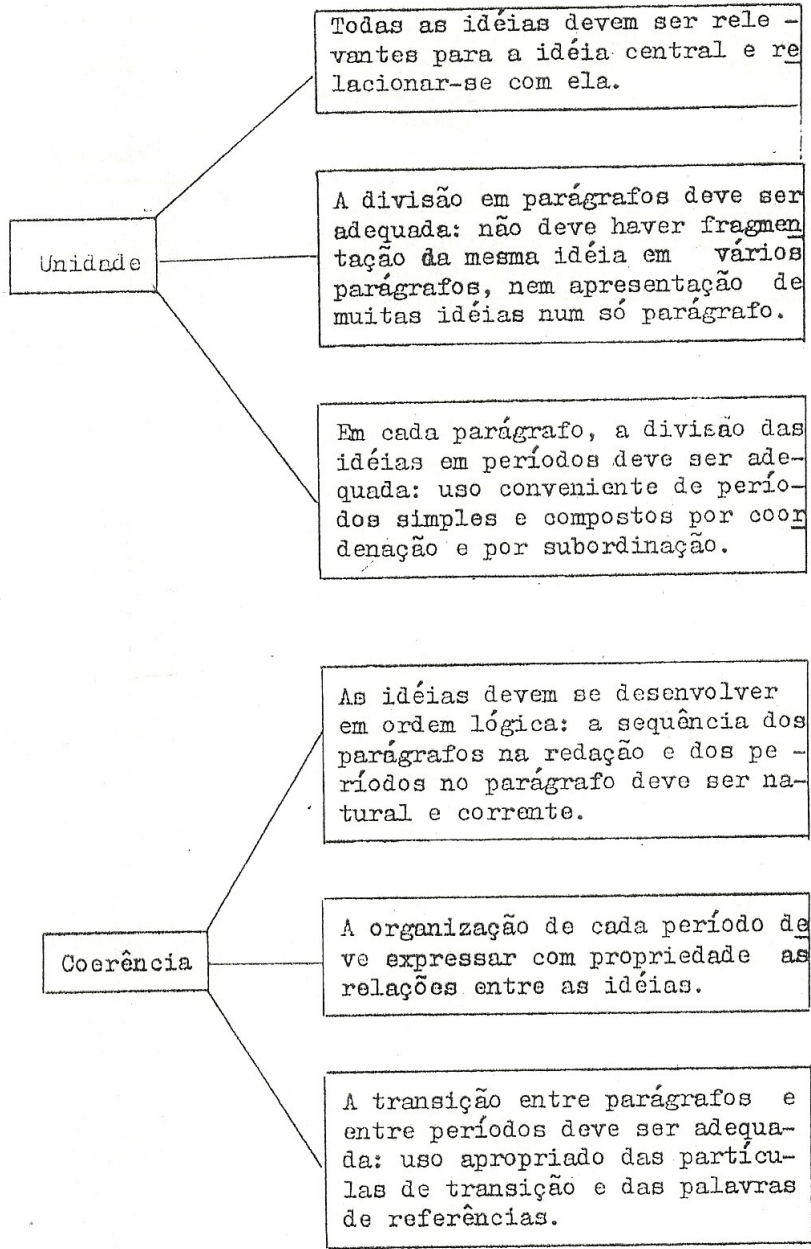 Todas as idéias devem ser rele -
vantes para a idéia central e re
lacionar-se com ela.
Unidade
A divisão em parágrafos deve ser
adequada: não deve haver fragmen
tação da mesma idéia em vários
parágrafos, nem apresentação de
muitas idéias num só parágrafo.
Em cada parágrafo, a divisão das
idéias em períodos deve ser ade-
quada: uso conveniente de perío-
dos simples e compostos por coor
denação e por subordinação.
As idéias devem se desenvolver
em ordem lógica: a sequência dos
parágrafos na redação e dos pe -
ríodos no parágrafo deve ser na-
tural e corrente.
Coerência
A organização de cada período de
ve expressar com propriedade as
relações entre as idéias.
A transição entre parágrafos e
entre períodos deve ser adequa-
da: uso apropriado das partícu-
las de transição e das palavras
de referências.